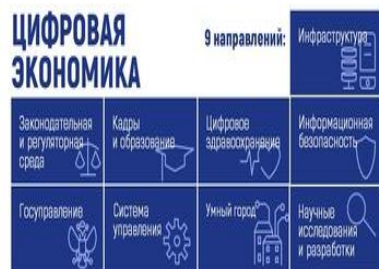 ЦИФРОВАЯ
ЭКОНОМИКА
9 направлений:
Инфраструктура
Законодательная
и регуляторная
среда
Кадры
и образование
Цифровое
здравоохранение
Информационная
безопасность
Госуправление
Система
управления
Умный город
Научные
исследования
и разработки